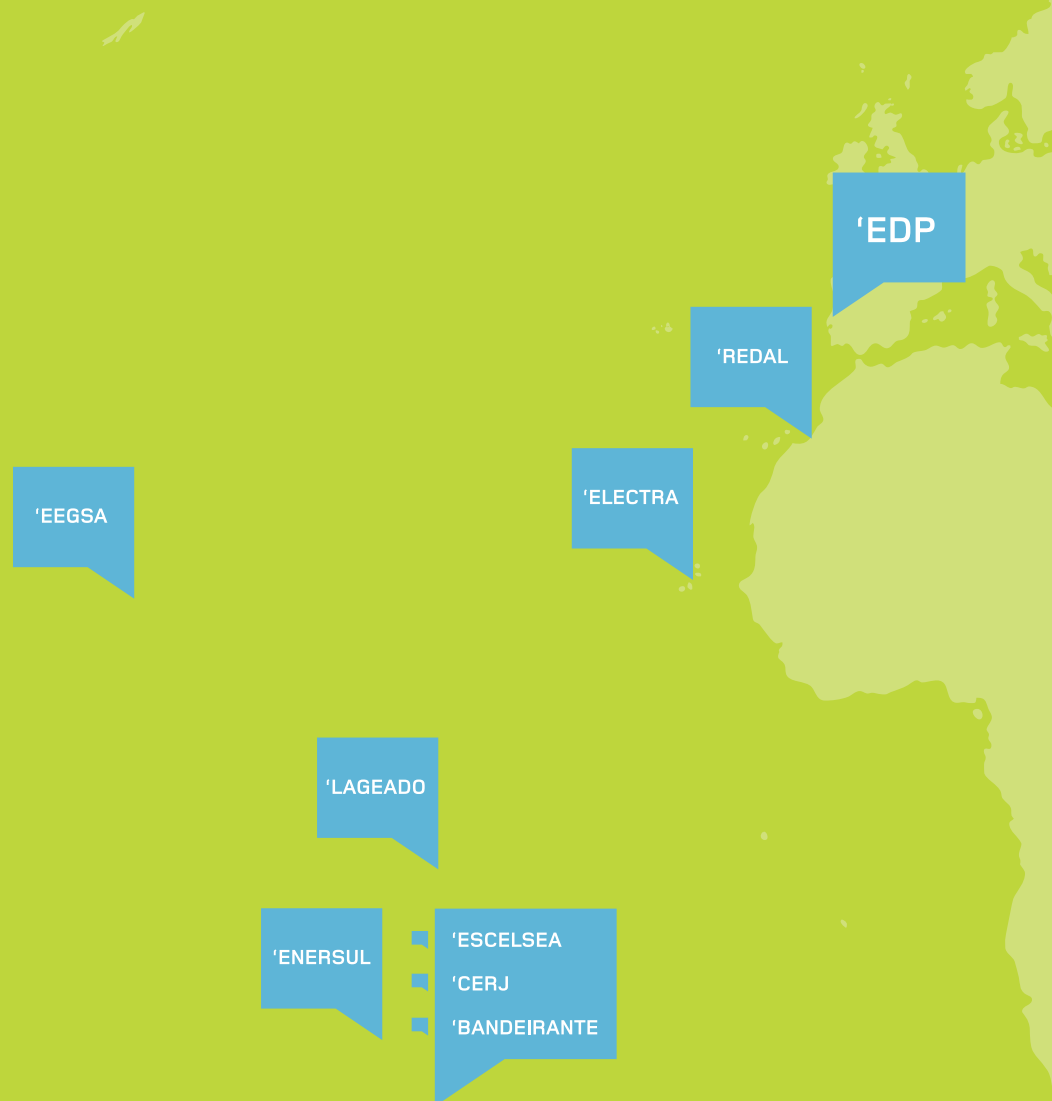 ‘EDP
‘REDAL
‘ELECTRA
‘EEGSA
‘LAGEADO
‘ENERSUL
‘ESCELSEA
‘CERJ
‘BANDEIRANTE